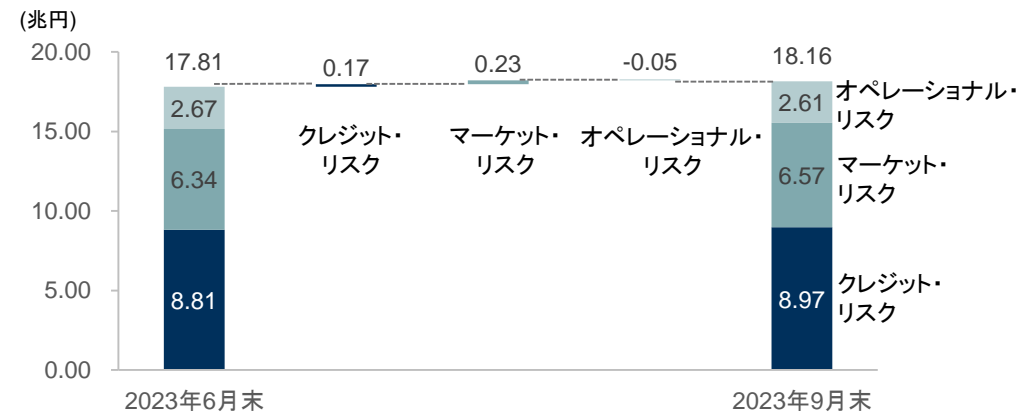 (兆円)
20.00
15.00
10.00
5.00
0.00
17.81
2.67
6.34
8.81
2023年6月末
0.17
クレジット・
リスク
0.23
マーケット・
リスク
-0.05
オペレーショナル・
リスク
18.16
2.61
6.57
8.97
2023年9月末
オペレーショナル・
リスク
マーケット・
リスク
クレジット・
リスク